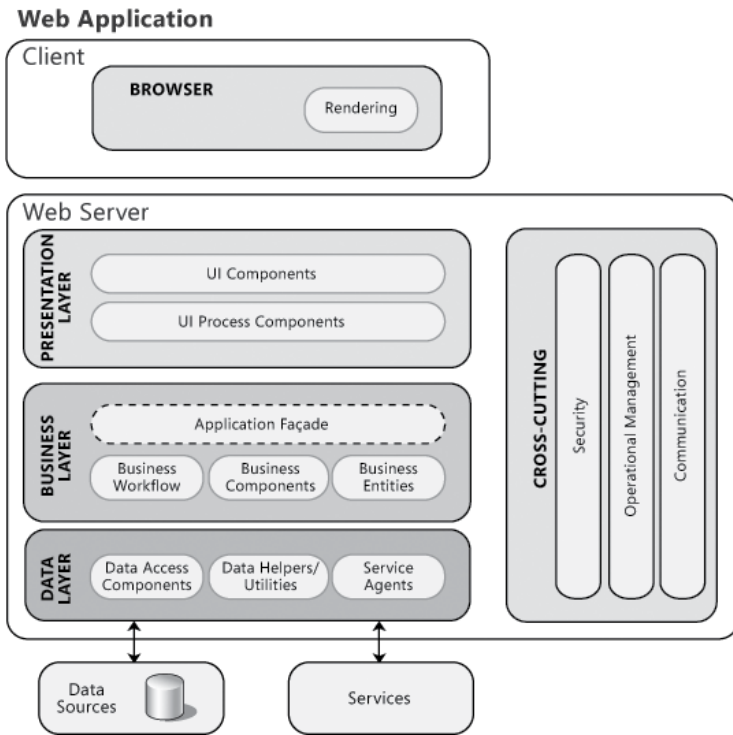 Web Application
Client
BROWSER
Rendering
Web Server
PRESENTATION
LAYER
UI Components
UI Process Components
BUSINESS
LAYER
Application Façade
Business
Workflow
Business
Components
Business
Entities
DATA
LAYER
Data Access
Components
Data Helpers/
Utilities
Service
Agents
CROSS-CUTTING
Security
Operational Management
Communication
Data
Sources
Services